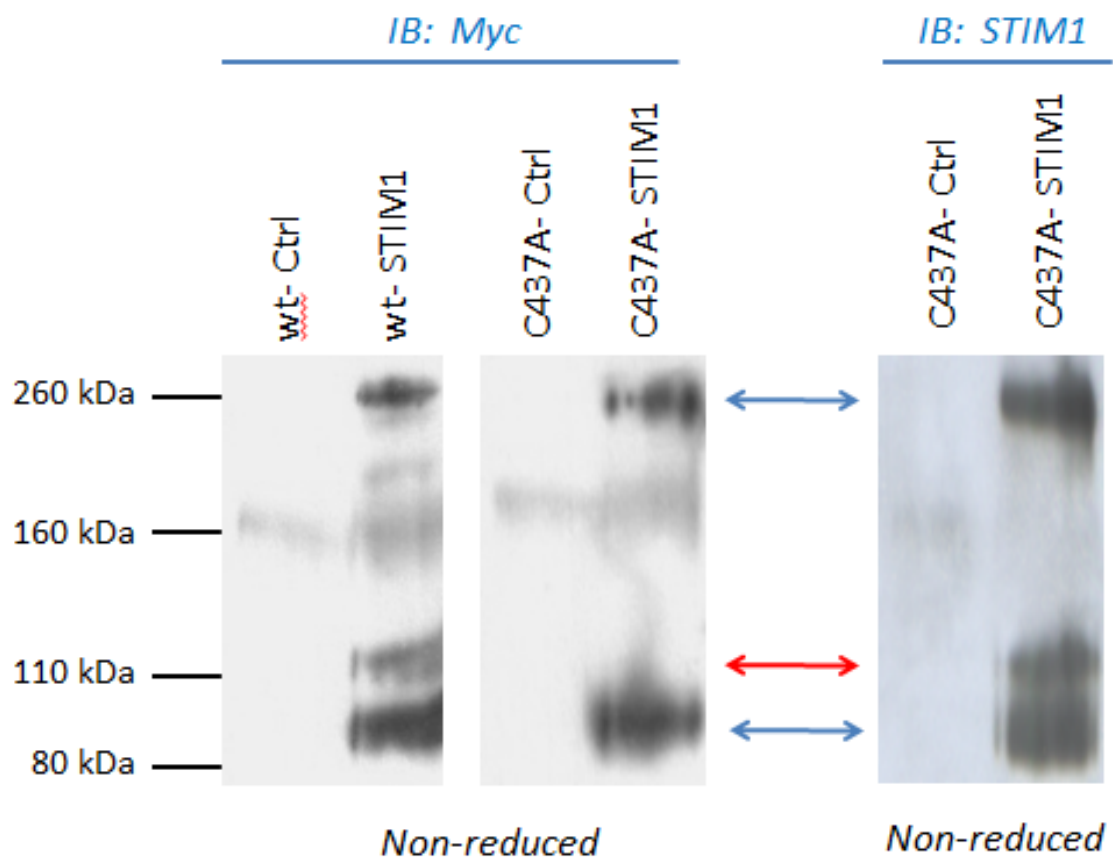 IB: Myc
IB: STIM1
wt- Ctrl
wt- STIM1
C437A- Ctrl
C437A- STIM1
C437A- Ctrl
C437A- STIM1
260 kDa
160 kDa
110 kDa
80 kDa
Non-reduced
Non-reduced